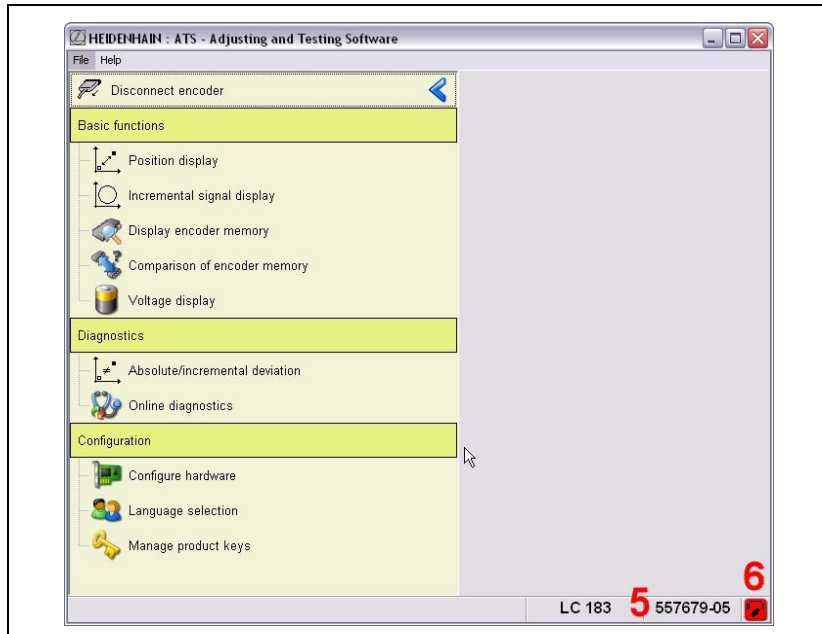 HEIDENHAIN : ATS - Adjusting and Testing Software
File Help
Disconnect encoder
Basic functions
Position display
Incremental signal display
Display encoder memory
Comparison of encoder memory
Voltage display
Diagnostics
Absolute/incremental deviation
Online diagnostics
Configuration
Configure hardware
Language selection
Manage product keys
6
LC 183 5 557679-05